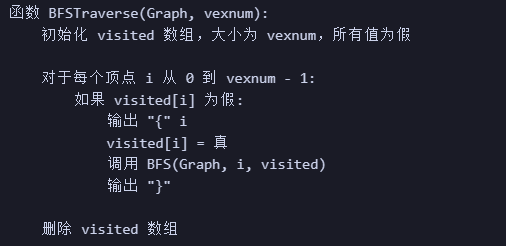 函数 BFSTraverse(Graph, vexnum):
    初始化 visited 数组，大小为 vexnum，所有值为假

    对于每个顶点 i 从 0 到 vexnum - 1:
        如果 visited[i] 为假:
            输出 "{" i
            visited[i] = 真
            调用 BFS(Graph, i, visited)
            输出 "}"

    删除 visited 数组